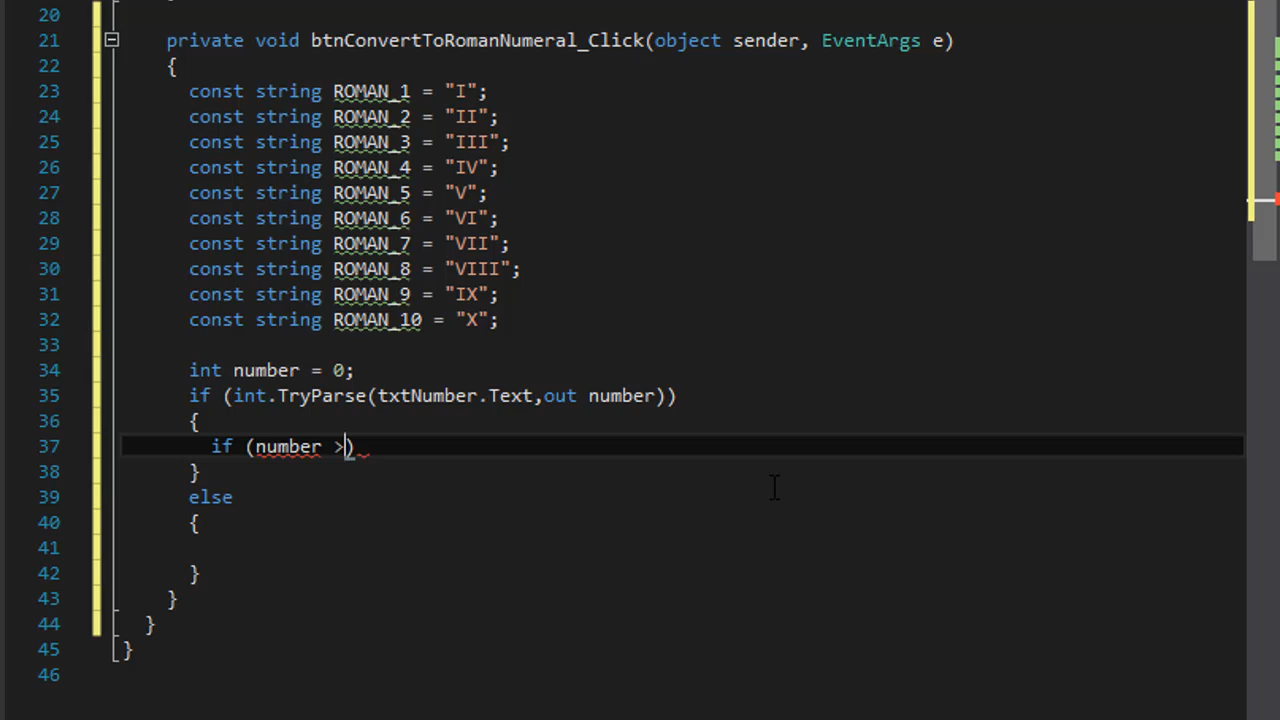 20
21 private void btnConvertToRomanNumeral_Click(object sender, EventArgs e)
22 {
23 const string ROMAN_1 = "I";
24 const string ROMAN_2 = "II";
25 const string ROMAN_3 = "III";
26 const string ROMAN_4 = "IV";
27 const string ROMAN_5 = "V";
28 const string ROMAN_6 = "VI";
29 const string ROMAN_7 = "VII";
30 const string ROMAN_8 = "VIII";
31 const string ROMAN_9 = "IX";
32 const string ROMAN_10 = "X";
33
34 int number = 0;
35 if (int.TryParse(txtNumber.Text,out number))
36 {
37 if (number >)
38 }
39 else
40 {
41
42 }
43 }
44 }
45 }
46